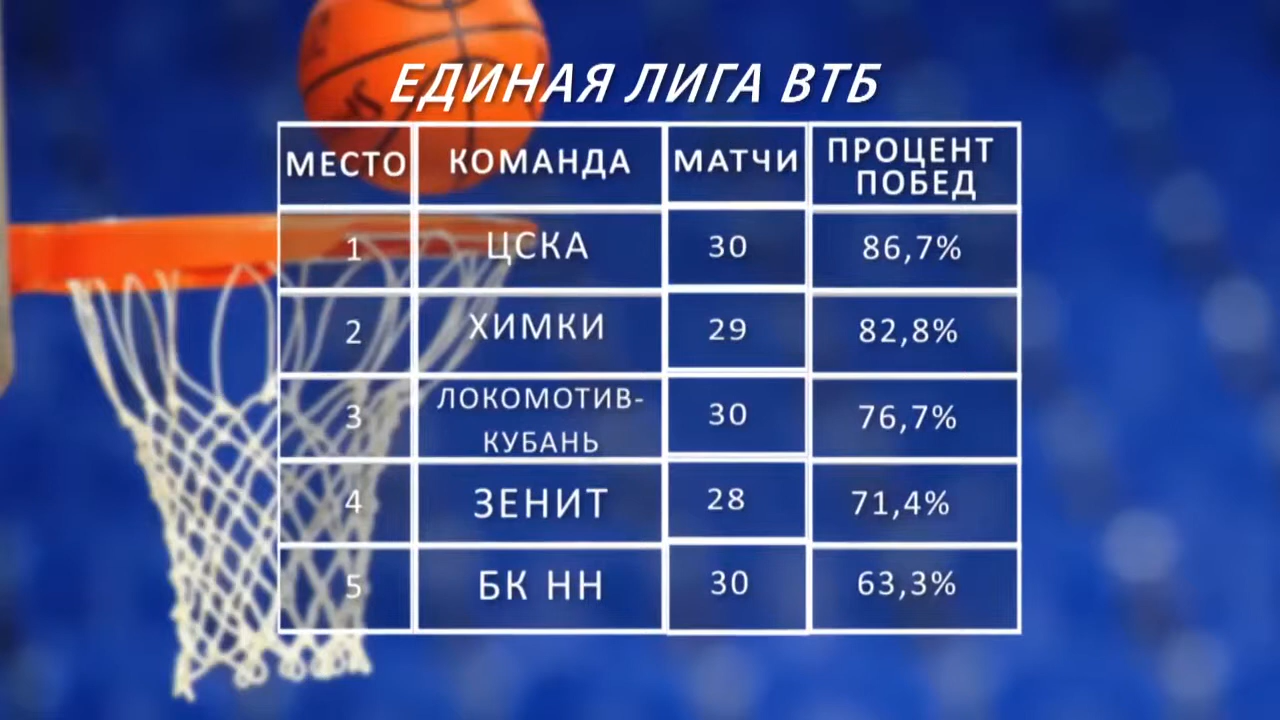 ЕДИНАЯ ЛИГА ВТБ
МЕСТО КОМАНДА МАТЧИ ПРОЦЕНТ ПОБЕД
1 ЦСКА 30 86,7%
2 ХИМКИ 29 82,8%
3 ЛОКОМОТИВ-
КУБАНЬ 30 76,7%
4 ЗЕНИТ 28 71,4%
5 БК НН 30 63,3%